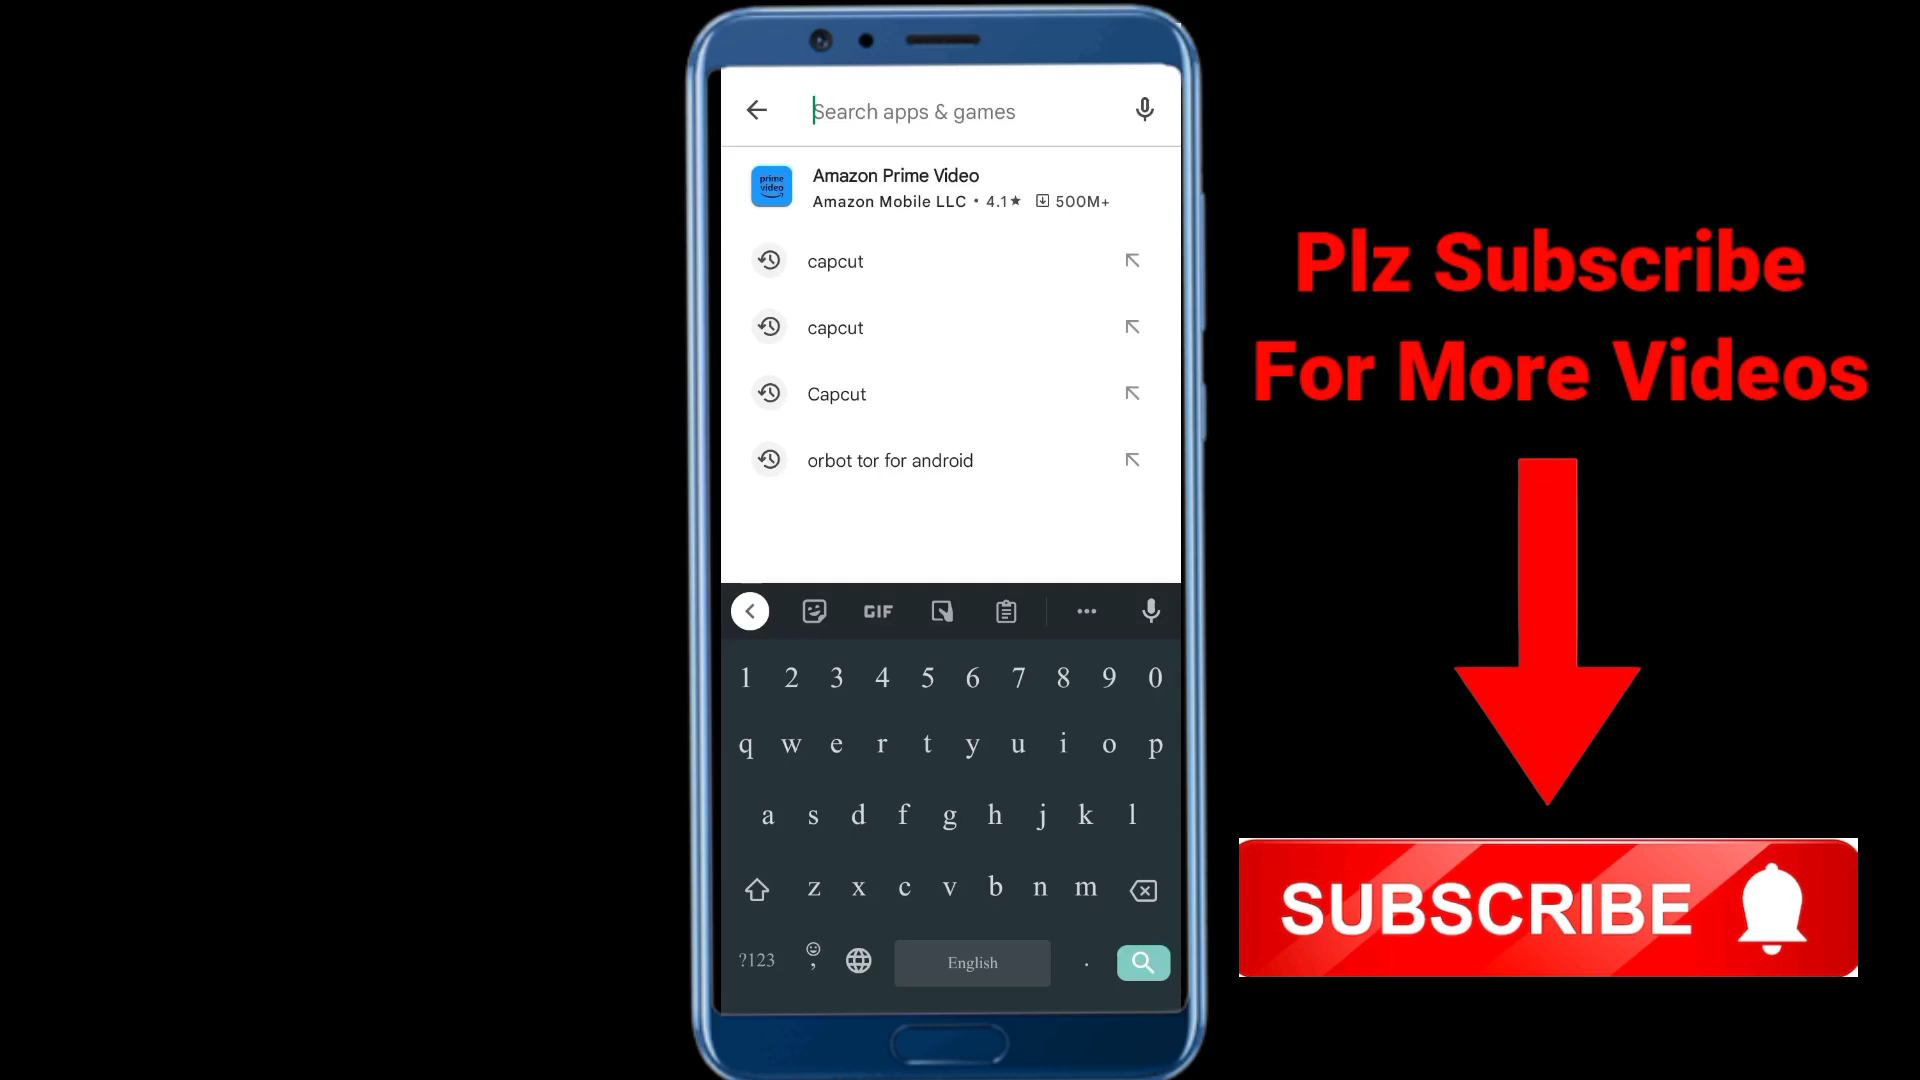 Search apps & games
prime
video
Amazon Prime Video
Amazon Mobile LLC • 4.1★ 500M+
capcut
capcut
Capcut
orbot tor for android
GIF
1 2 3 4 5 6 7 8 9 0
q w e r t y u i o p
a s d f g h j k l
z x c v b n m
?123 , English .
Plz Subscribe
For More Videos
SUBSCRIBE